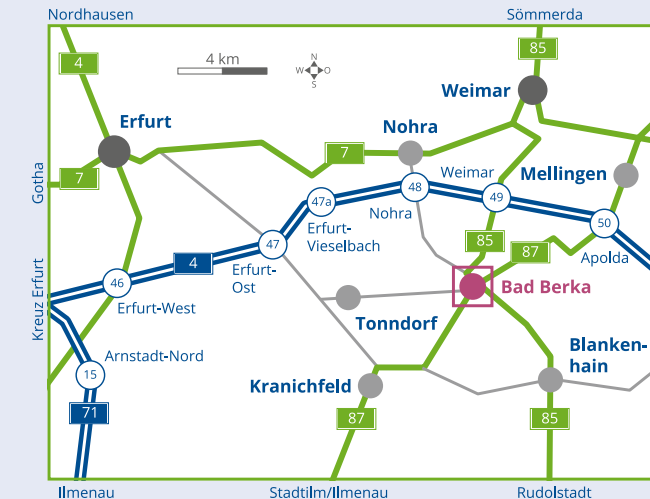 Nordhausen
Sömmerda
4
85
4 km
N
W
O
S
Weimar
Erfurt
Nohra
7
7
Gotha
Weimar
Mellingen
48
49
47a
Nohra
50
Erfurt-
Vieselbach
85
87
Apolda
47
4
Erfurt-
Ost
Kreuz Erfurt
46
Erfurt-West
Bad Berka
Tonndorf
Blanken-
hain
Arnstadt-Nord
15
Kranichfeld
71
87
85
Ilmenau
Stadtilm/Ilmenau
Rudolstadt